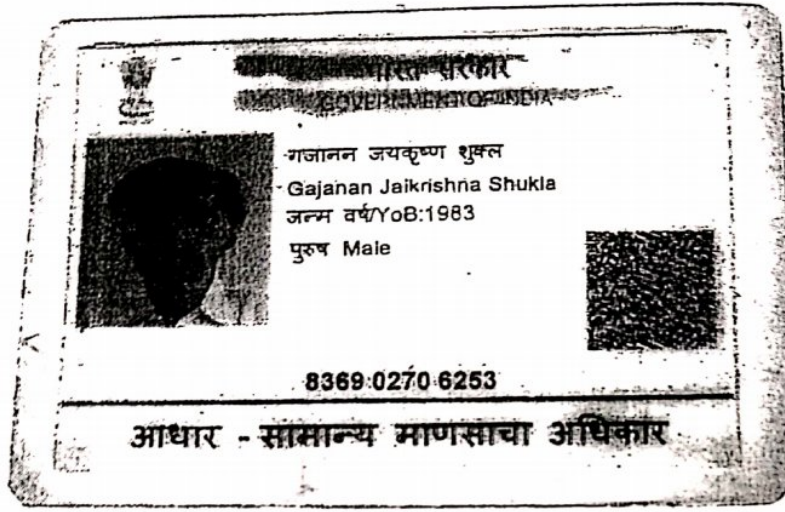 भारत सरकार
GOVERNMENT OF INDIA
गजानन जयकृष्ण शुक्ल
Gajanan Jaikrishna Shukla
जन्म वर्ष/YoB:1983
पुरुष Male
8369 0270 6253
आधार - सामान्य माणसाचा अधिकार